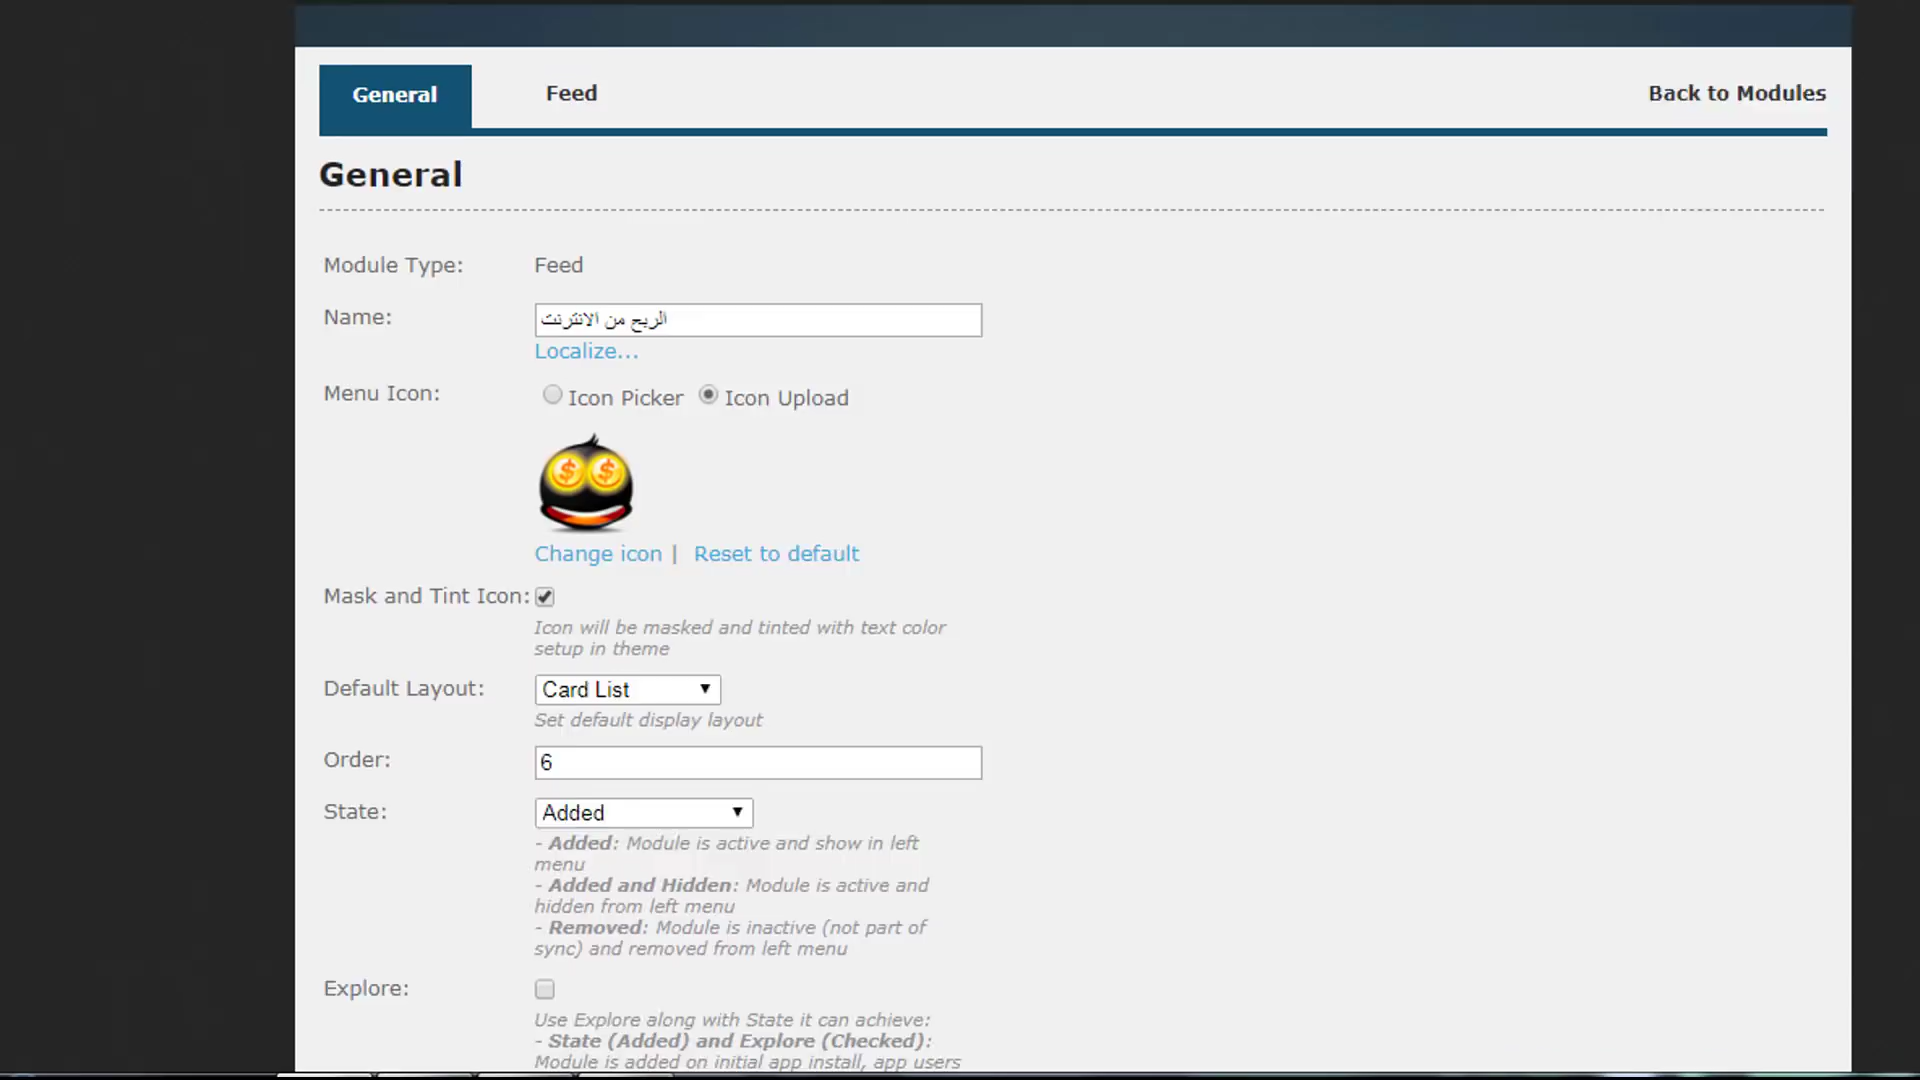 General
Feed
Back to Modules
General
Module Type:
Feed
Name:
الربح من الانترنت
Localize...
Menu Icon:
Icon Picker
Icon Upload
Change icon |
Reset to default
Mask and Tint Icon:
Icon will be masked and tinted with text color
setup in theme
Default Layout:
Card List
Set default display layout
Order:
6
State:
Added
- Added: Module is active and show in left
menu
- Added and Hidden: Module is active and
hidden from left menu
- Removed: Module is inactive (not part of
sync) and removed from left menu
Explore:
Use Explore along with State it can achieve:
- State (Added) and Explore (Checked):
Module is added on initial app install, app users